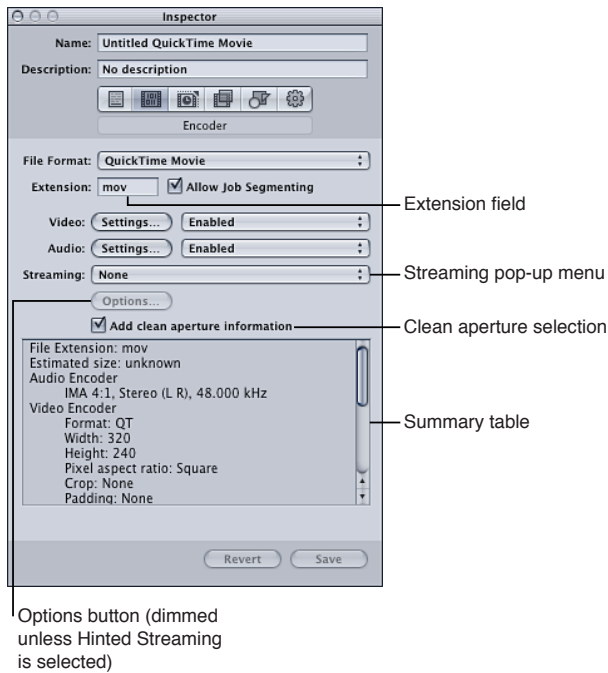 Inspector
Name: Untitled QuickTime Movie
Description: No description
Encoder
File Format: QuickTime Movie
Extension: mov Allow Job Segmenting
Extension field
Video: Settings... Enabled
Audio: Settings... Enabled
Streaming: None
Streaming pop-up menu
Options...
Add clean aperture information
Clean aperture selection
File Extension: mov
Estimated size: unknown
Audio Encoder
IMA 4:1, Stereo (L R), 48.000 kHz
Video Encoder
Format: QT
Width: 320
Height: 240
Pixel aspect ratio: Square
Crop: None
Padding: None
Summary table
Revert Save
Options button (dimmed
unless Hinted Streaming
is selected)